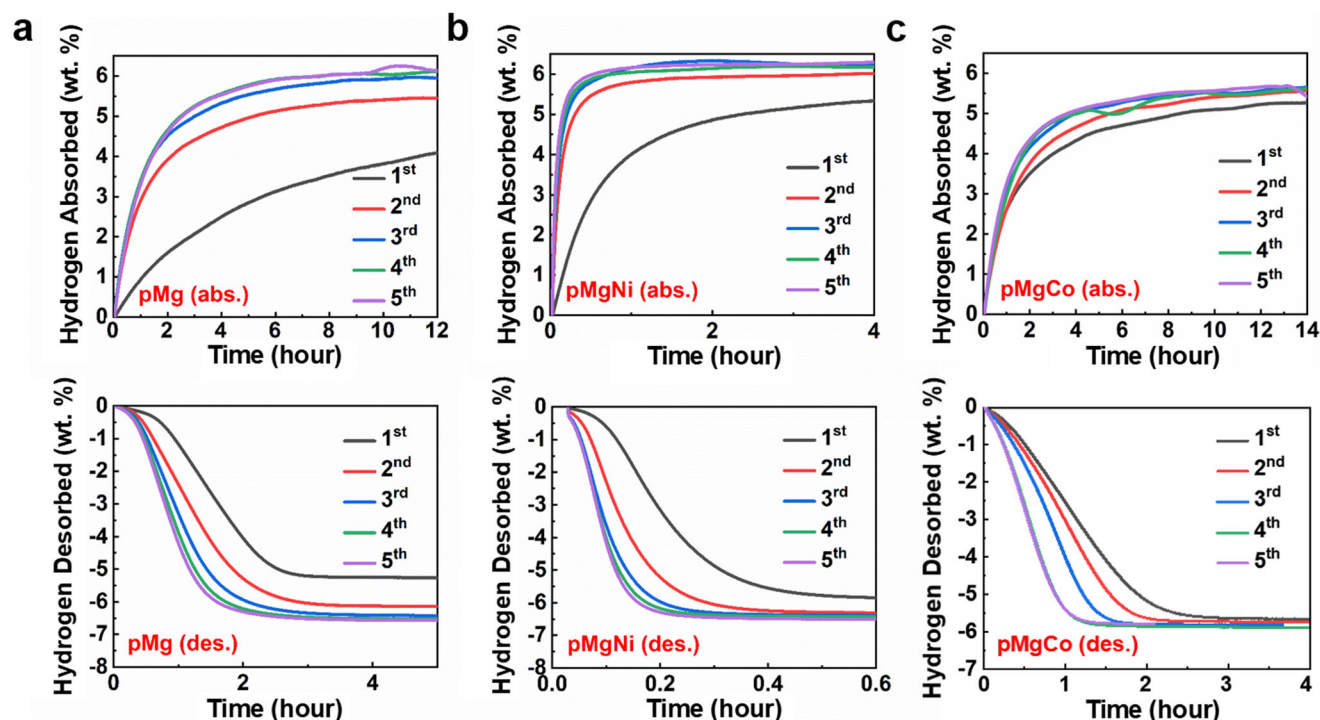 a
Hydrogen Absorbed (wt. %)
6
5
4
3
2
1
0
0 2 4 6 8 10 12
Time (hour)
1st
2nd
3rd
4th
5th
pMg (abs.)
b
Hydrogen Absorbed (wt. %)
7
6
5
4
3
2
1
0
0 2 4
Time (hour)
1st
2nd
3rd
4th
5th
pMgNi (abs.)
c
Hydrogen Absorbed (wt. %)
6
5
4
3
2
1
0
0 2 4 6 8 10 12 14
Time (hour)
1st
2nd
3rd
4th
5th
pMgCo (abs.)
Hydrogen Desorbed (wt. %)
0
-1
-2
-3
-4
-5
-6
-7
-8
0 2 4
Time (hour)
1st
2nd
3rd
4th
5th
pMg (des.)
Hydrogen Desorbed (wt. %)
0
-1
-2
-3
-4
-5
-6
-7
-8
0.0 0.2 0.4 0.6
Time (hour)
1st
2nd
3rd
4th
5th
pMgNi (des.)
Hydrogen Desorbed (wt. %)
0
-1
-2
-3
-4
-5
-6
-7
0 1 2 3 4
Time (hour)
1st
2nd
3rd
4th
5th
pMgCo (des.)